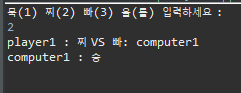 묵(1) 찌(2) 빠(3) 을(를) 입력하세요 :
2
player1 : 찌 VS 빠: computer1
computer1 : 승